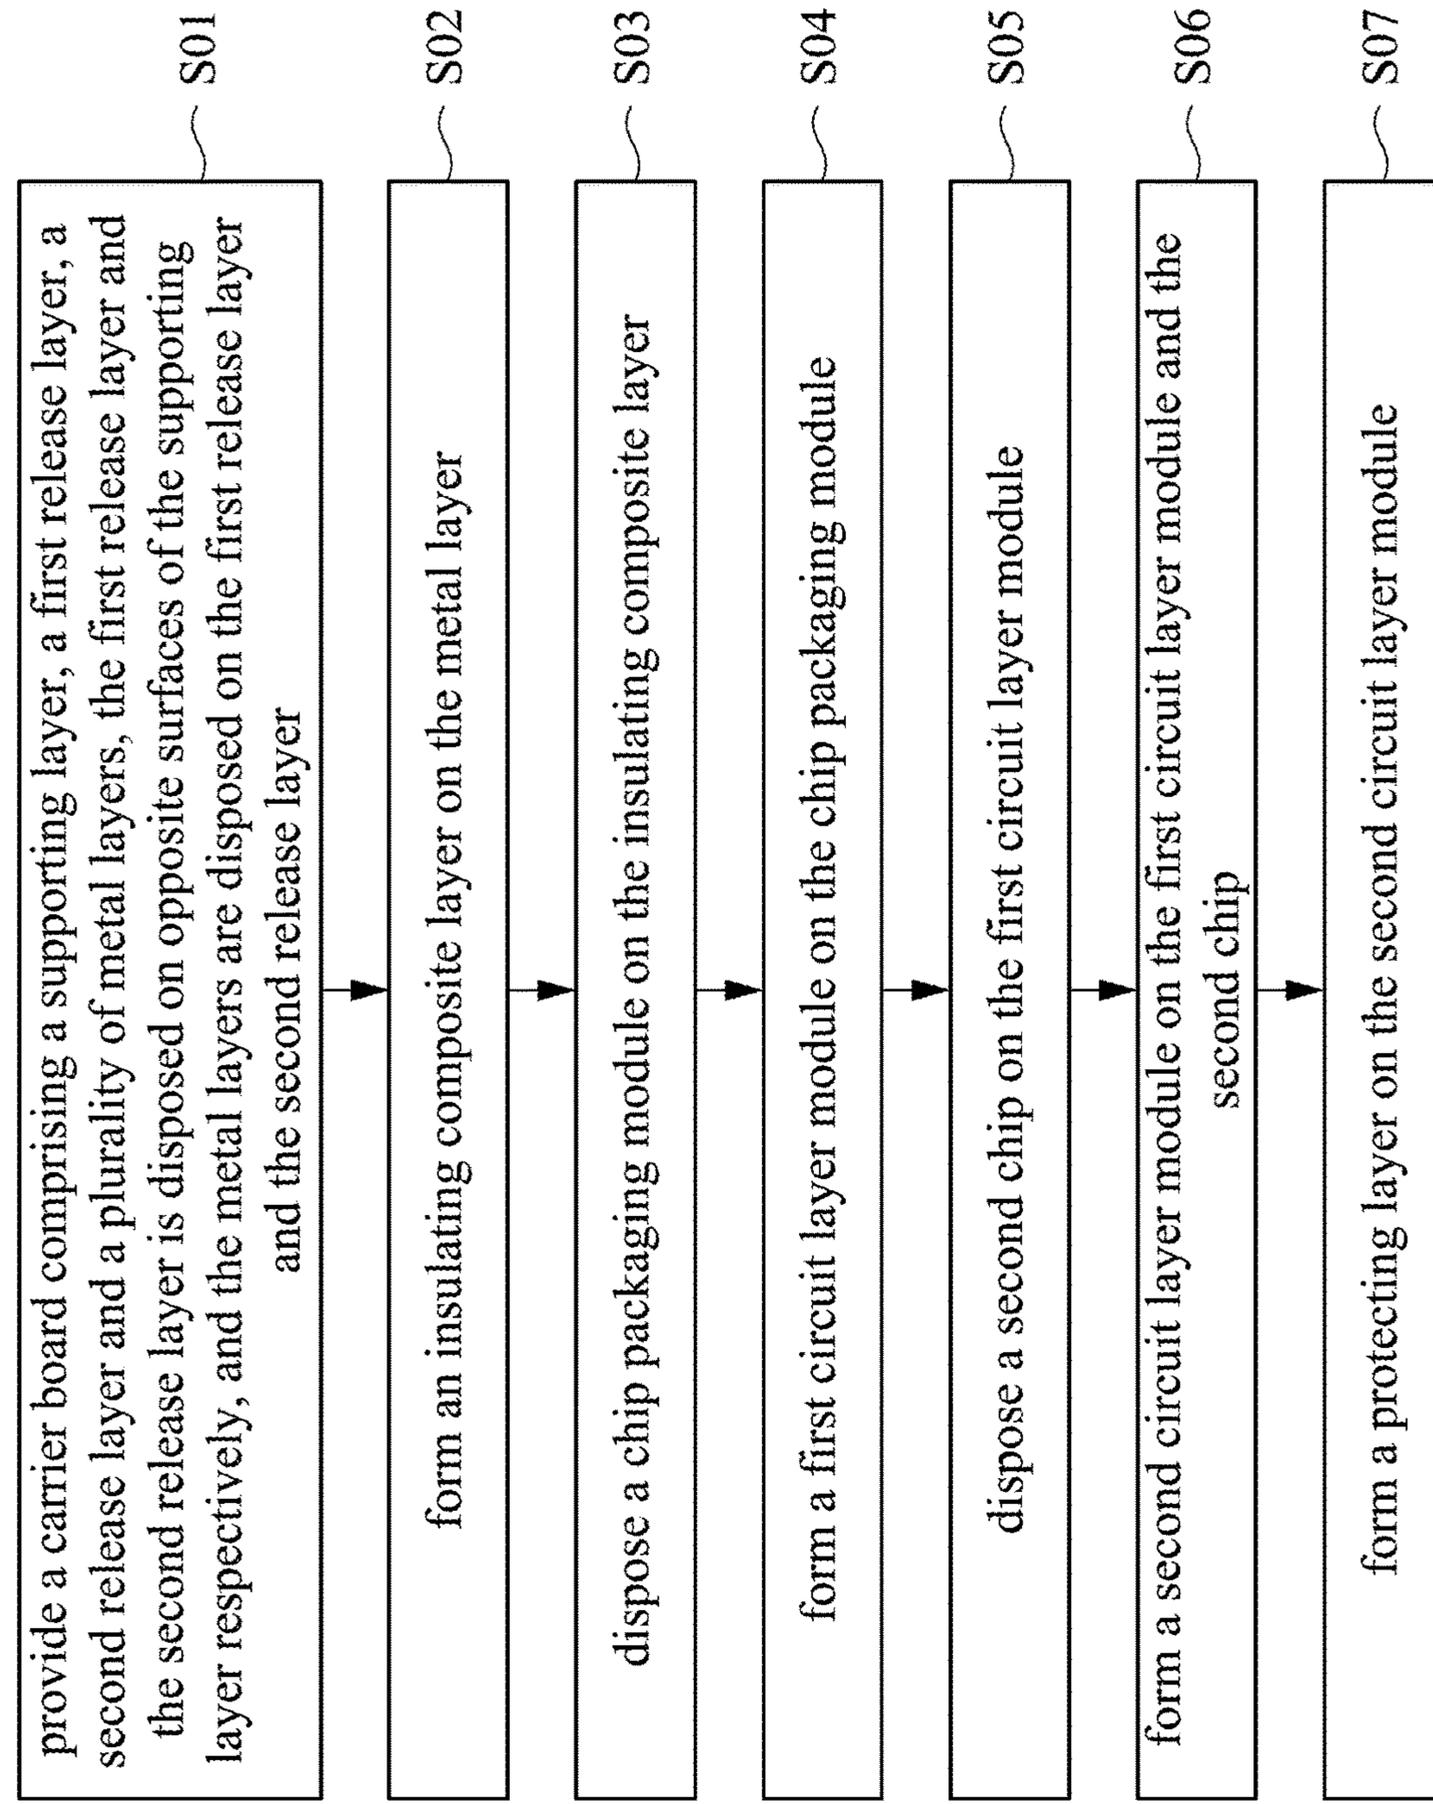 provide a carrier board comprising a supporting layer, a first release layer, a
second release layer and a plurality of metal layers, the first release layer and
the second release layer is disposed on opposite surfaces of the supporting
layer respectively, and the metal layers are disposed on the first release layer
and the second release layer
S01
form an insulating composite layer on the metal layer
S02
dispose a chip packaging module on the insulating composite layer
S03
form a first circuit layer module on the chip packaging module
S04
dispose a second chip on the first circuit layer module
S05
form a second circuit layer module on the first circuit layer module and the
second chip
S06
form a protecting layer on the second circuit layer module
S07